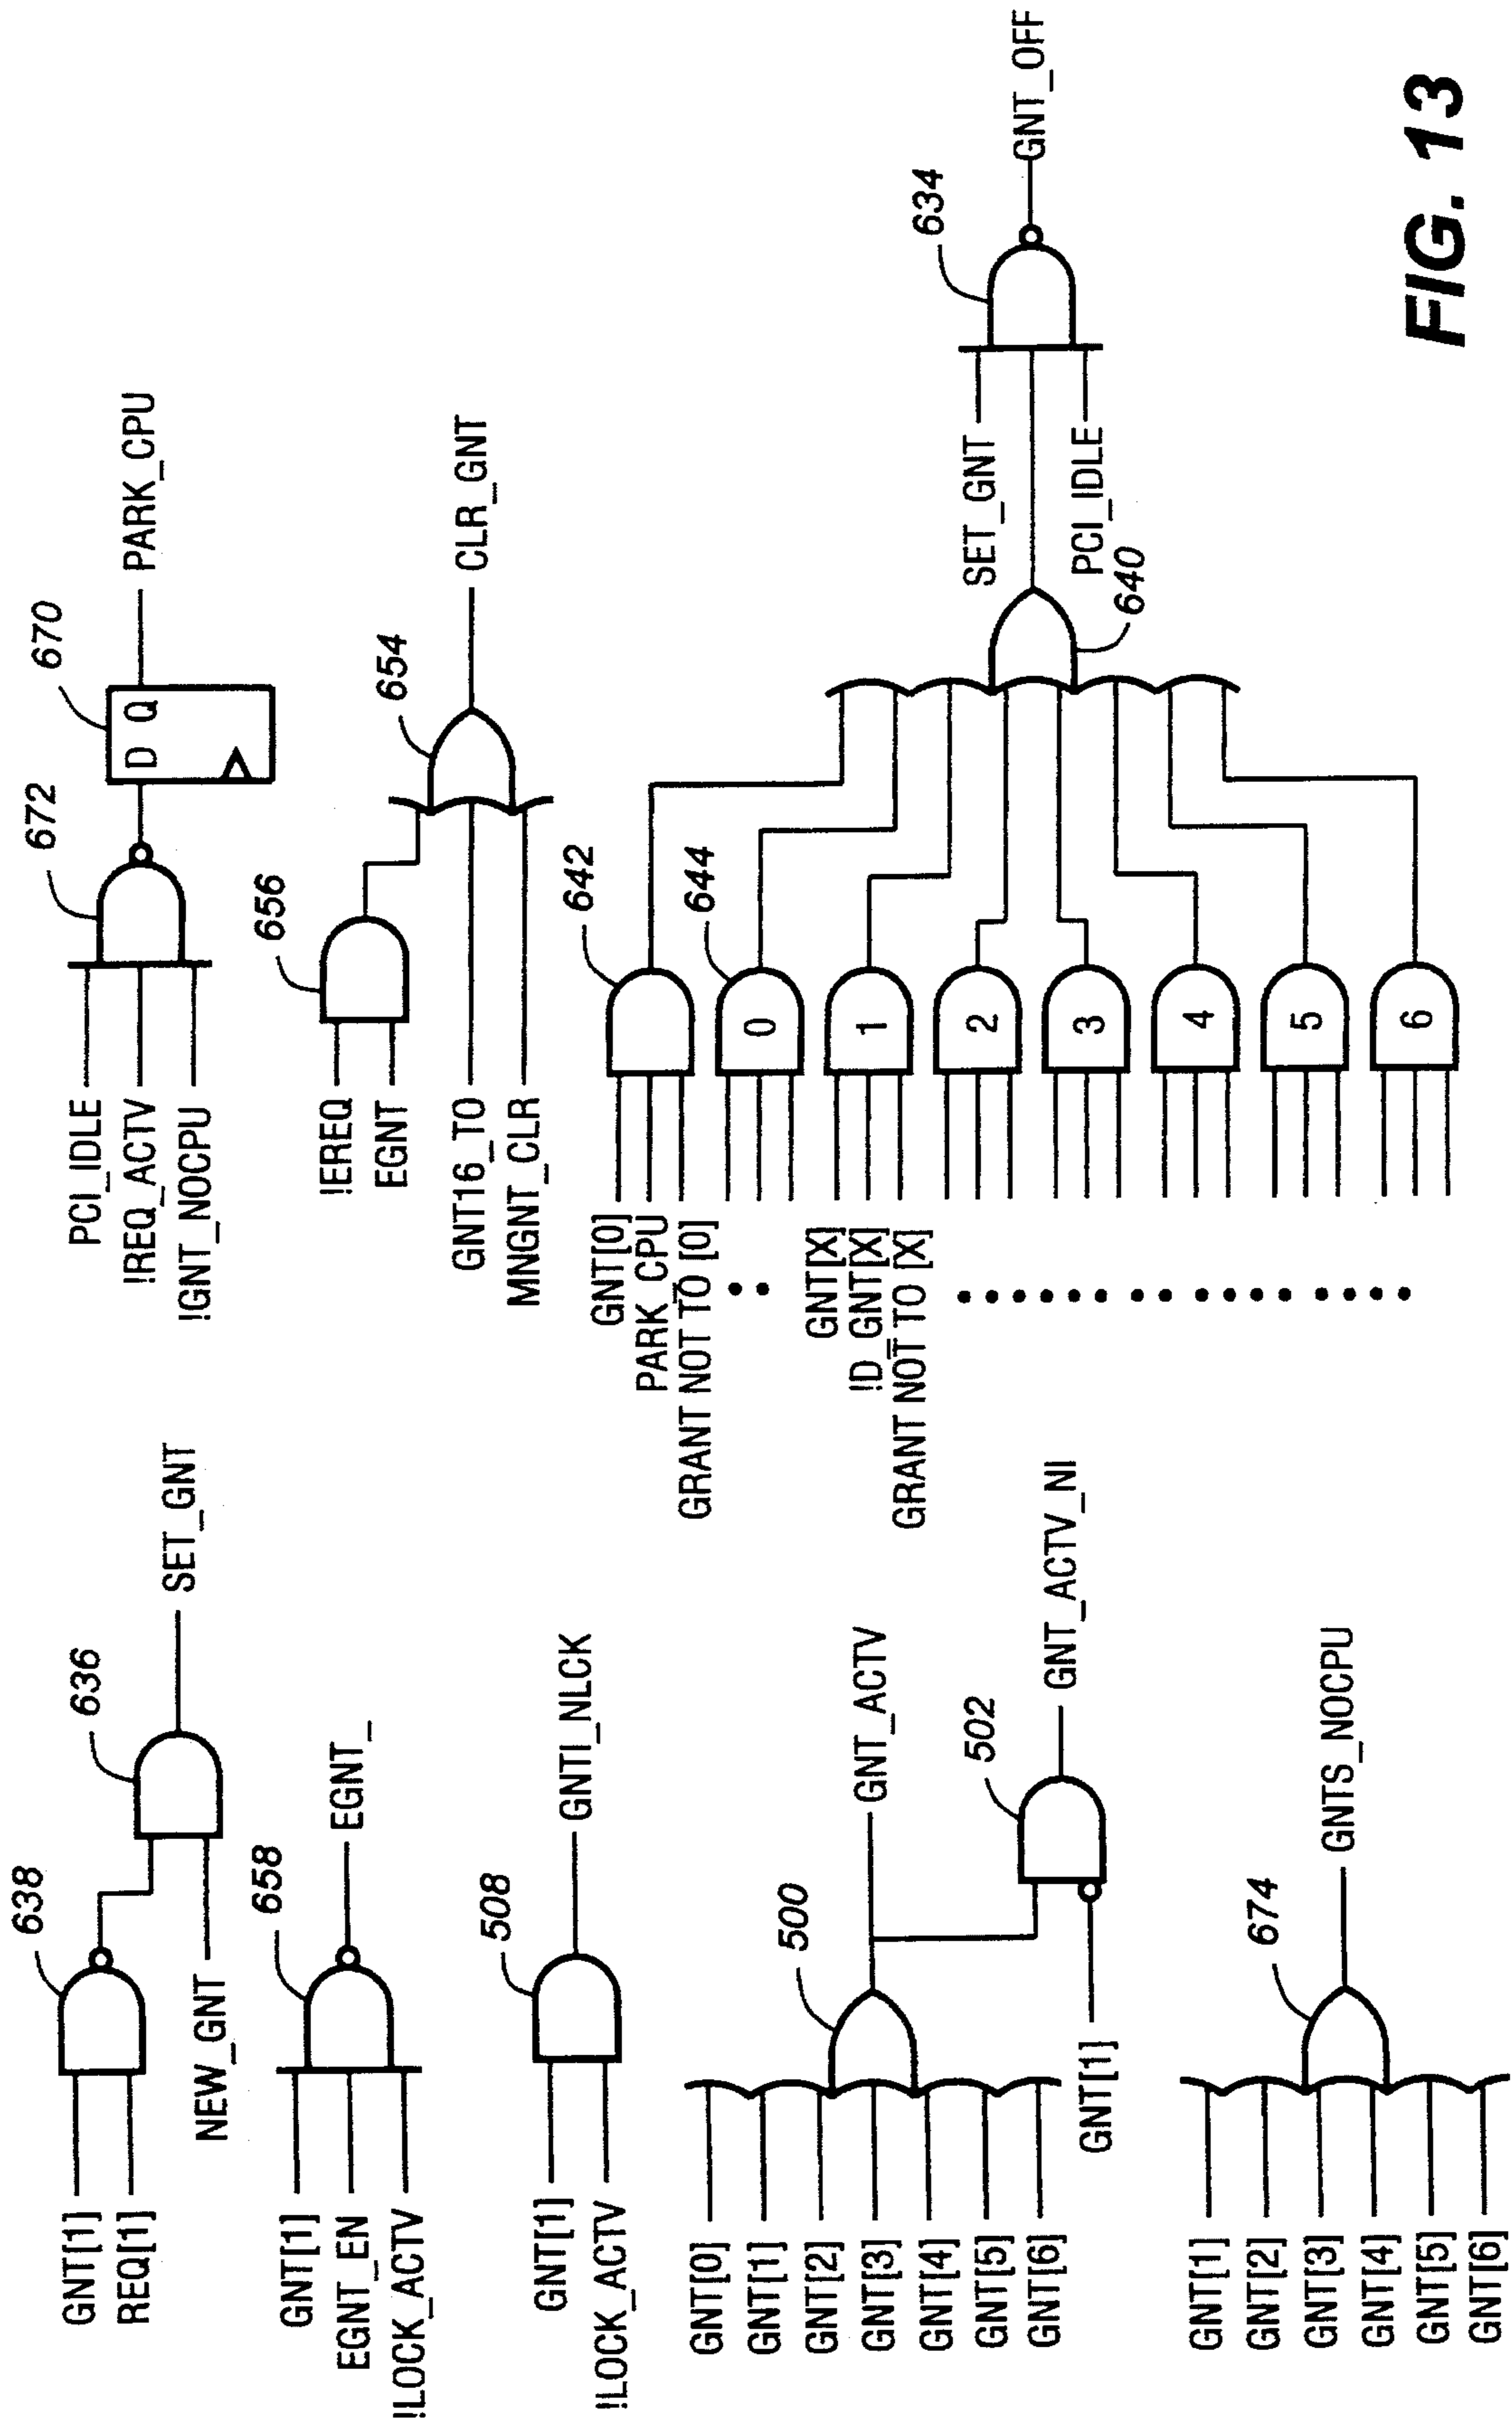 GNT[1]
REQ[1]
638
NEW_GNT
636
SET_GNT
GNT[1]
EGNT_EN
!LOCK_ACTV
658
EGNT_
GNT[1]
!LOCK_ACTV
508
GNTI_NLCK
GNT[0]
GNT[1]
GNT[2]
GNT[3]
GNT[4]
GNT[5]
GNT[6]
500
GNT_ACTV
GNT[1]
502
GNT_ACTV_NI
GNT[1]
GNT[2]
GNT[3]
GNT[4]
GNT[5]
GNT[6]
674
GNTS_NOCPU
PCI_IDLE
!REQ_ACTV
!GNT_NOCPU
672
D Q
670
PARK_CPU
!EREQ
EGNT
656
GNT16_TO
MNGNT_CLR
654
CLR_GNT
GNT[0]
PARK_CPU
GRANT NOT TO [0]
642
644
0
GNT[X]
!D_GNT[X]
GRANT NOT TO [X]
1
2
3
4
5
6
640
SET_GNT
PCI_IDLE
634
GNT_OFF
FIG. 13